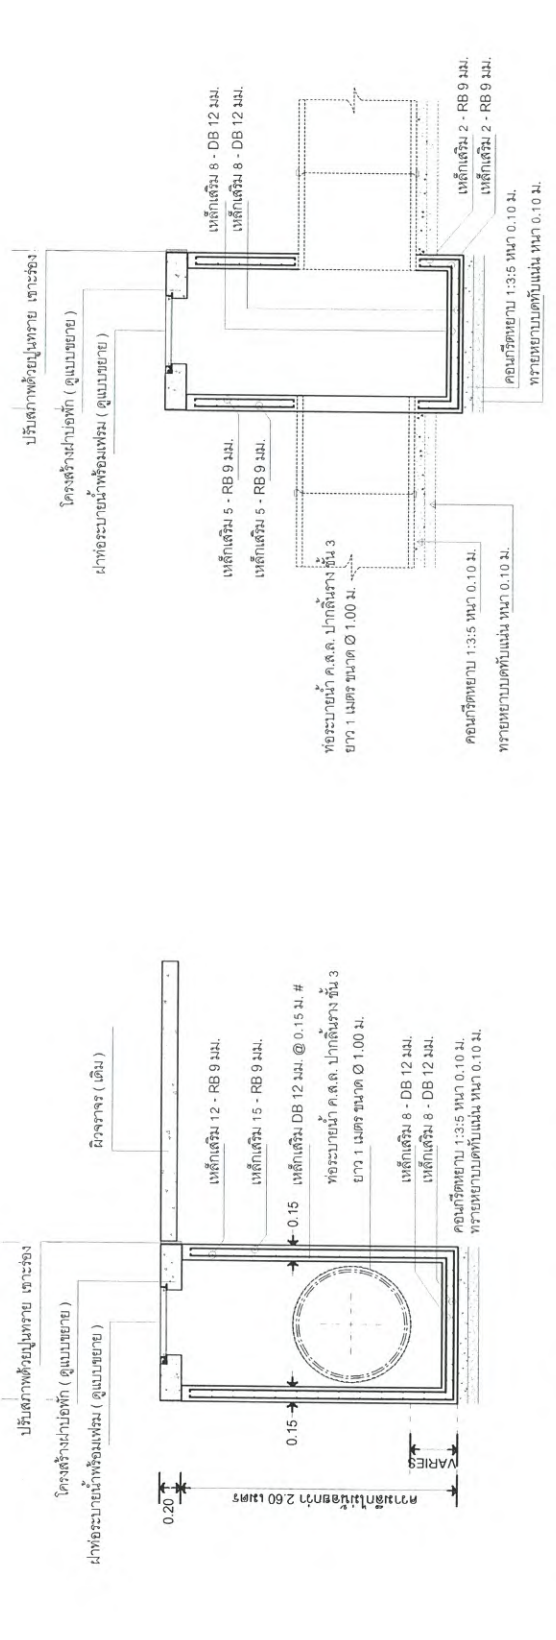 ปรับสภาพด้วยปูนทราย เซาะร่อง
โครงสร้างฝาบ่อพัก ( ดูแบบขยาย )
ฝาท่อระบายน้ำพร้อมเฟรม ( ดูแบบขยาย )
ผิวจราจร ( เดิม )
0.20
ความลึกไม่น้อยกว่า 2.60 เมตร
VARIES
0.15
0.15
เหล็กเสริม 12 - RB 9 มม.
เหล็กเสริม 15 - RB 9 มม.
เหล็กเสริม DB 12 มม. @ 0.15 ม. #
ท่อระบายน้ำ ค.ส.ล. ปากลิ้นราง ชั้น 3
ยาว 1 เมตร ขนาด Ø 1.00 ม.
เหล็กเสริม 8 - DB 12 มม.
เหล็กเสริม 8 - DB 12 มม.
คอนกรีตหยาบ 1:3:5 หนา 0.10 ม.
ทรายหยาบบดทับแน่น หนา 0.10 ม.
ปรับสภาพด้วยปูนทราย เซาะร่อง
โครงสร้างฝาบ่อพัก ( ดูแบบขยาย )
ฝาท่อระบายน้ำพร้อมเฟรม ( ดูแบบขยาย )
เหล็กเสริม 8 - DB 12 มม.
เหล็กเสริม 8 - DB 12 มม.
เหล็กเสริม 5 - RB 9 มม.
เหล็กเสริม 5 - RB 9 มม.
ท่อระบายน้ำ ค.ส.ล. ปากลิ้นราง ชั้น 3
ยาว 1 เมตร ขนาด Ø 1.00 ม.
เหล็กเสริม 2 - RB 9 มม.
เหล็กเสริม 2 - RB 9 มม.
คอนกรีตหยาบ 1:3:5 หนา 0.10 ม.
ทรายหยาบบดทับแน่น หนา 0.10 ม.
คอนกรีตหยาบ 1:3:5 หนา 0.10 ม.
ทรายหยาบบดทับแน่น หนา 0.10 ม.